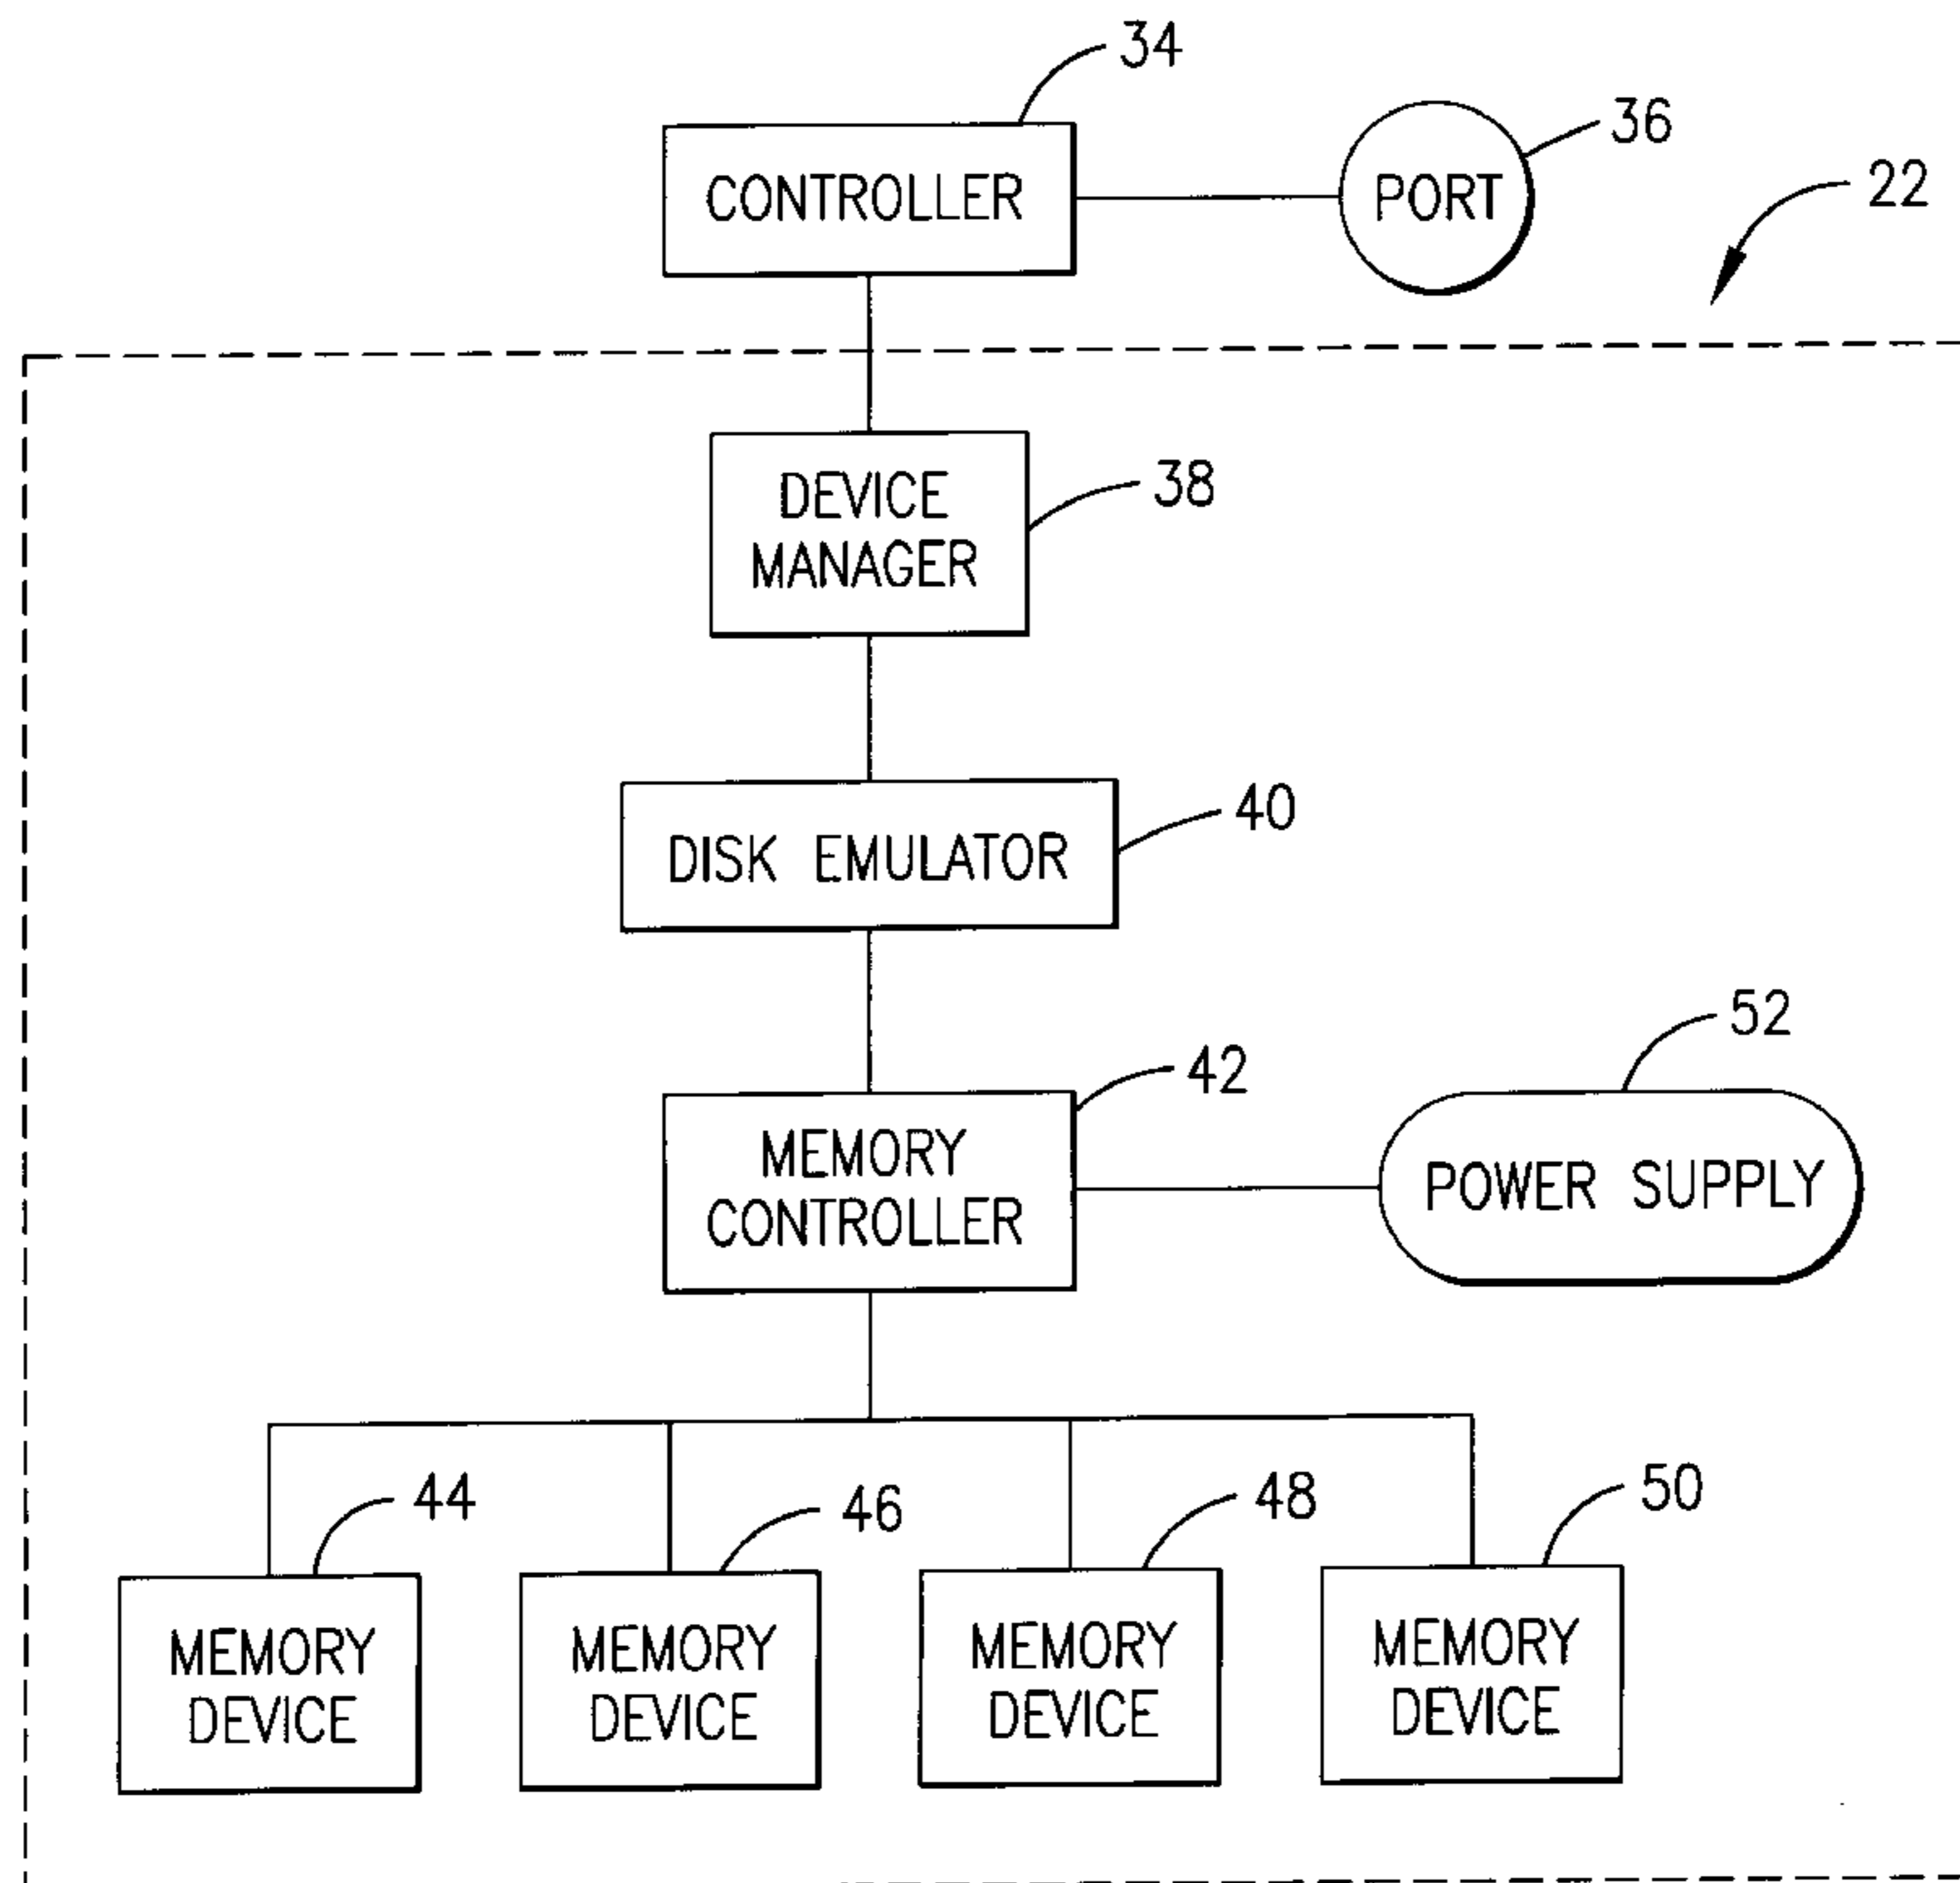 34
CONTROLLER
PORT
36
22
DEVICE
MANAGER
38
DISK EMULATOR
40
MEMORY
CONTROLLER
42
POWER SUPPLY
52
44
MEMORY
DEVICE
46
MEMORY
DEVICE
48
MEMORY
DEVICE
50
MEMORY
DEVICE